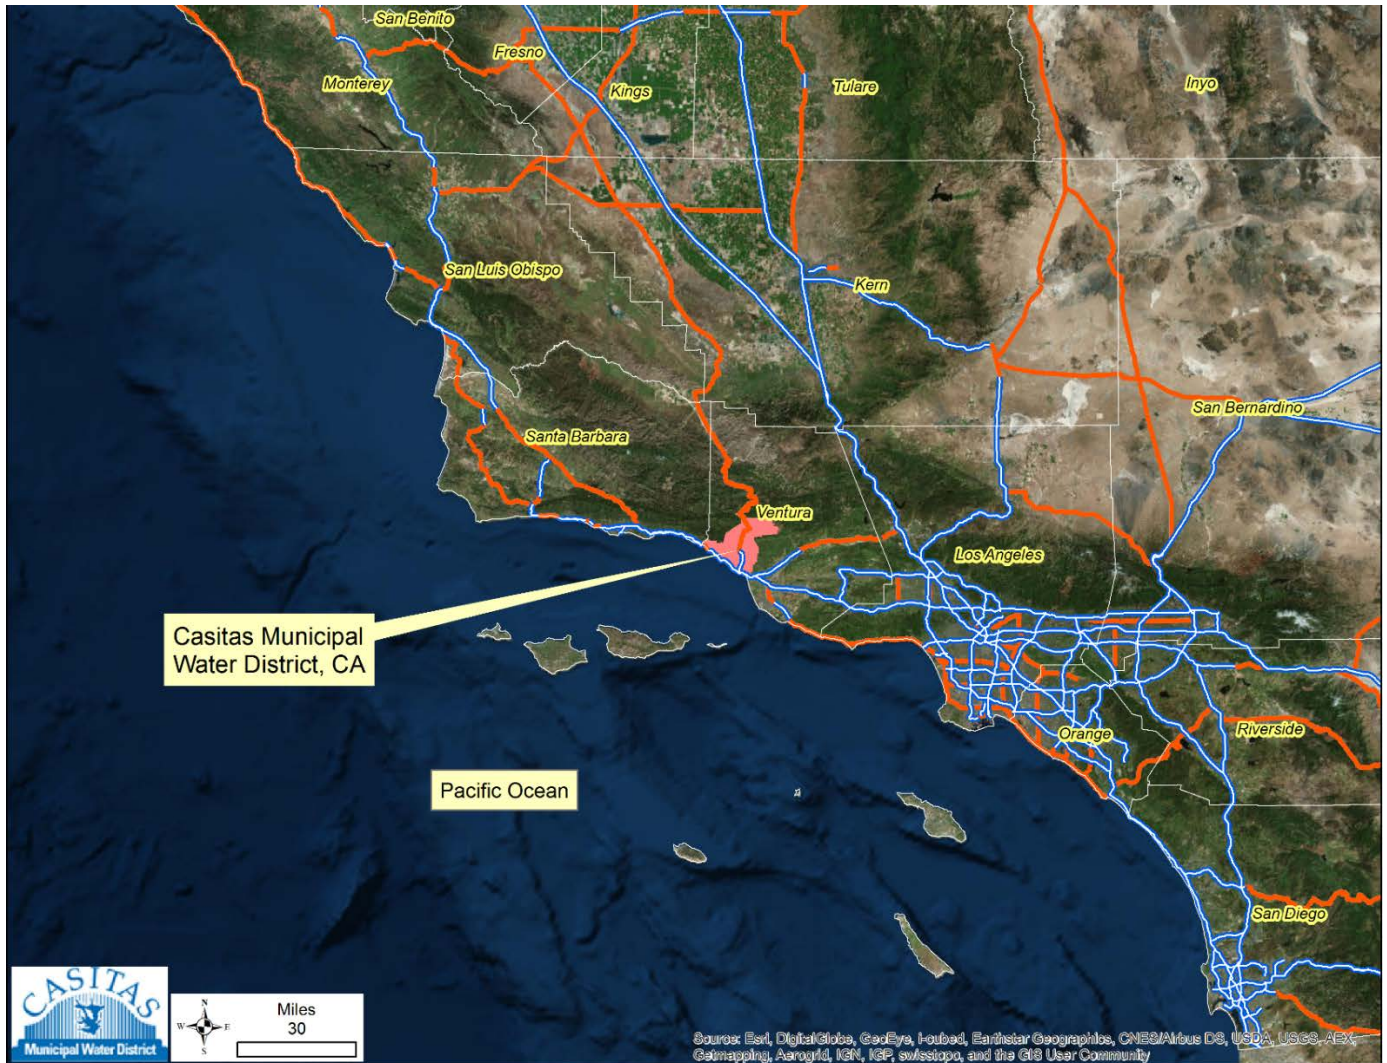 San Benito
Fresno
Monterey
Kings
Tulare
Inyo
San Luis Obispo
Kern
San Bernardino
Santa Barbara
Ventura
Los Angeles
Casitas Municipal
Water District, CA
Orange
Riverside
Pacific Ocean
San Diego
CASITAS
Municipal Water District
N
W
E
S
Miles
30
Source: Esri, DigitalGlobe, GeoEye, i-cubed, Earthstar Geographics, CNES/Airbus DS, USDA, USGS, AEX,
Getmapping, Aerogrid, IGN, IGP, swisstopo, and the GIS User Community